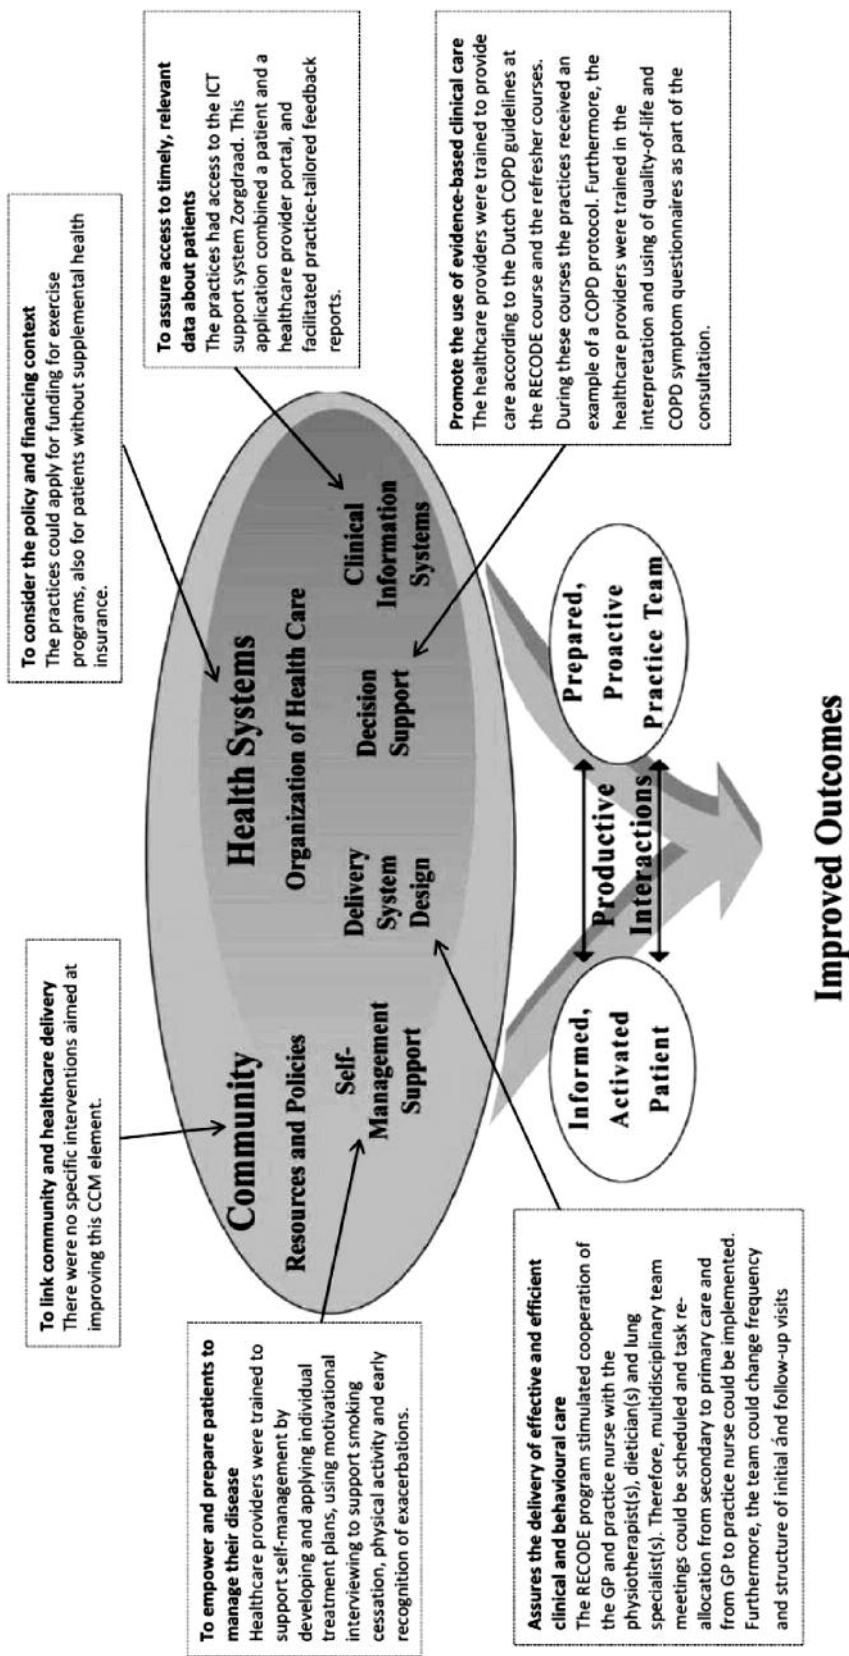 To link community and healthcare delivery
There were no specific interventions aimed at
improving this CCM element.
To consider the policy and financing context
The practices could apply for funding for exercise
programs, also for patients without supplemental health
insurance.
To empower and prepare patients to
manage their disease
Healthcare providers were trained to
support self-management by
developing and applying individual
treatment plans, using motivational
interviewing to support smoking
cessation, physical activity and early
recognition of exacerbations.
To assure access to timely, relevant
data about patients
The practices had access to the ICT
support system Zorgdraad. This
application combined a patient and a
healthcare provider portal, and
facilitated practice-tailored feedback
reports.
Community
Resources and Policies
Self-
Management
Support
Health Systems
Organization of Health Care
Delivery
System
Design
Decision
Support
Clinical
Information
Systems
Assures the delivery of effective and efficient
clinical and behavioural care
The RECODE program stimulated cooperation of
the GP and practice nurse with the
physiotherapist(s), dietician(s) and lung
specialist(s). Therefore, multidisciplinary team
meetings could be scheduled and task re-
allocation from secondary to primary care and
from GP to practice nurse could be implemented.
Furthermore, the team could change frequency
and structure of initial ánd follow-up visits
Promote the use of evidence-based clinical care
The healthcare providers were trained to provide
care according to the Dutch COPD guidelines at
the RECODE course and the refresher courses.
During these courses the practices received an
example of a COPD protocol. Furthermore, the
healthcare providers were trained in the
interpretation and using of quality-of-life and
COPD symptom questionnaires as part of the
consultation.
Informed,
Activated
Patient
Productive
Interactions
Prepared,
Proactive
Practice Team
Improved Outcomes